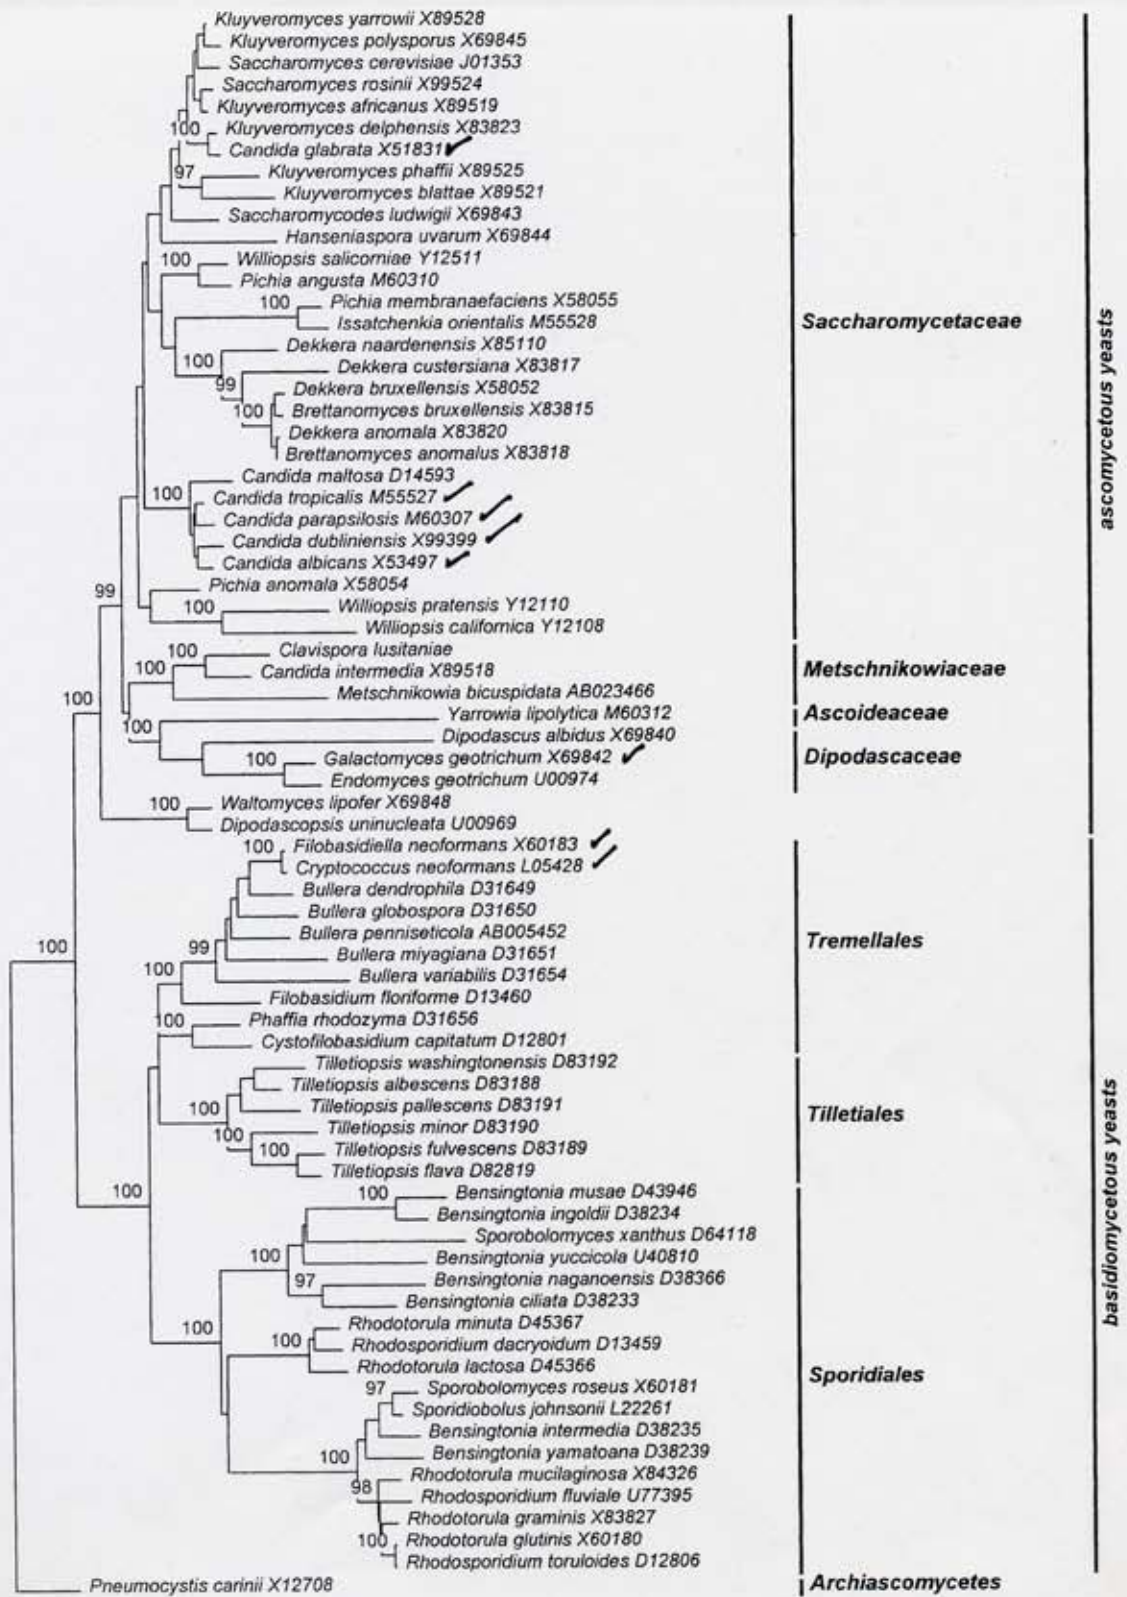 Kluyveromyces yarrowii X89528
Kluyveromyces polysporus X69845
Saccharomyces cerevisiae J01353
Saccharomyces rosinii X99524
Kluyveromyces africanus X89519
100
Kluyveromyces delphensis X83823
Candida glabrata X51831
97
Kluyveromyces phaffii X89525
Kluyveromyces blattae X89521
Saccharomycodes ludwigii X69843
Hanseniaspora uvarum X69844
100
Williopsis salicorniae Y12511
Pichia angusta M60310
100
Pichia membranaefaciens X58055
Issatchenkia orientalis M55528
Saccharomycetaceae
Dekkera naardenensis X85110
100
Dekkera custersiana X83817
99
Dekkera bruxellensis X58052
100
Brettanomyces bruxellensis X83815
Dekkera anomala X83820
Brettanomyces anomalus X83818
Candida maltosa D14593
100
Candida tropicalis M55527
Candida parapsilosis M60307
Candida dubliniensis X99399
Candida albicans X53497
99
Pichia anomala X58054
100
Williopsis pratensis Y12110
Williopsis californica Y12108
100
Clavispora lusitaniae
100
Candida intermedia X89518
Metschnikowiaceae
100
Metschnikowia bicuspidata AB023466
100
Yarrowia lipolytica M60312
Ascoideaceae
Dipodascus albidus X69840
100
Galactomyces geotrichum X69842
Dipodascaceae
Endomyces geotrichum U00974
100
Waltomyces lipofer X69848
Dipodascopsis uninucleata U00969
ascomycetous yeasts
100
Filobasidiella neoformans X60183
Cryptococcus neoformans L05428
Bullera dendrophila D31649
Bullera globospora D31650
Bullera penniseticola AB005452
Tremellales
100
99
Bullera miyagiana D31651
100
Bullera variabilis D31654
Filobasidium floriforme D13460
100
Phaffia rhodozyma D31656
Cystofilobasidium capitatum D12801
Tilletiopsis washingtonensis D83192
Tilletiopsis albescens D83188
100
Tilletiopsis pallescens D83191
Tilletiales
100
Tilletiopsis minor D83190
100
Tilletiopsis fulvescens D83189
Tilletiopsis flava D82819
100
100
Bensingtonia musae D43946
Bensingtonia ingoldii D38234
Sporobolomyces xanthus D64118
100
Bensingtonia yuccicola U40810
97
Bensingtonia naganoensis D38366
Bensingtonia ciliata D38233
100
Rhodotorula minuta D45367
100
Rhodosporidium dacryoidum D13459
Rhodotorula lactosa D45366
Sporidiales
97
Sporobolomyces roseus X60181
Sporidiobolus johnsonii L22261
Bensingtonia intermedia D38235
100
Bensingtonia yamatoana D38239
Rhodotorula mucilaginosa X84326
98
Rhodosporidium fluviale U77395
Rhodotorula graminis X83827
100
Rhodotorula glutinis X60180
Rhodosporidium toruloides D12806
basidiomycetous yeasts
Pneumocystis carinii X12708
Archiascomycetes